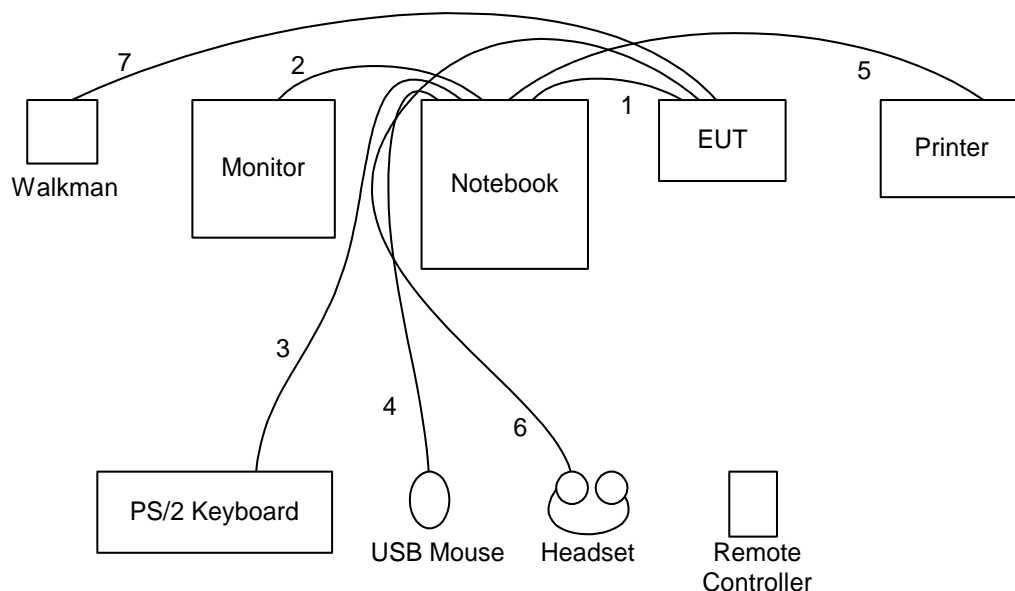 7
2
5
1
EUT
Printer
Monitor
Notebook
Walkman
3
4
6
PS/2 Keyboard
USB Mouse
Headset
Remote
Controller